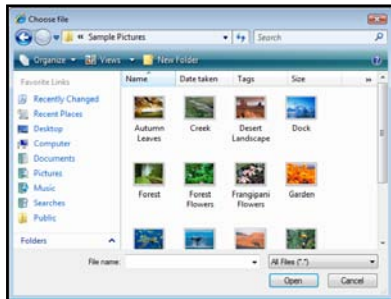 Choose file
« Sample Pictures
Search
Organize Views New Folder
Favorite Links
Name Date taken Tags Size »
Recently Changed
Recent Places
Desktop
Computer
Documents
Pictures
Music
Searches
Public
Autumn Leaves
Creek
Desert Landscape
Dock
Forest
Forest Flowers
Frangipani Flowers
Garden
Folders
File name:
All Files (*.*)
Open Cancel